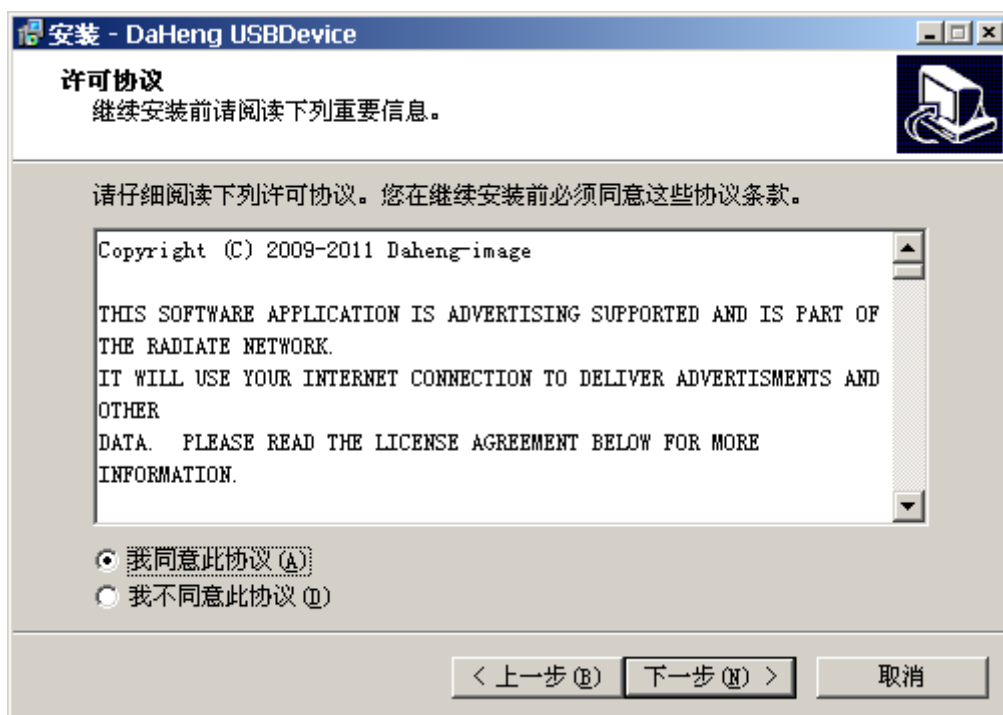 安装 - DaHeng USBDevice
许可协议
继续安装前请阅读下列重要信息。
请仔细阅读下列许可协议。您在继续安装前必须同意这些协议条款。
Copyright (C) 2009-2011 Daheng-image
THIS SOFTWARE APPLICATION IS ADVERTISING SUPPORTED AND IS PART OF
THE RADIATE NETWORK.
IT WILL USE YOUR INTERNET CONNECTION TO DELIVER ADVERTISMENTS AND
OTHER
DATA.  PLEASE READ THE LICENSE AGREEMENT BELOW FOR MORE
INFORMATION.
我同意此协议(A)
我不同意此协议(D)
< 上一步(B) 下一步(N) > 取消